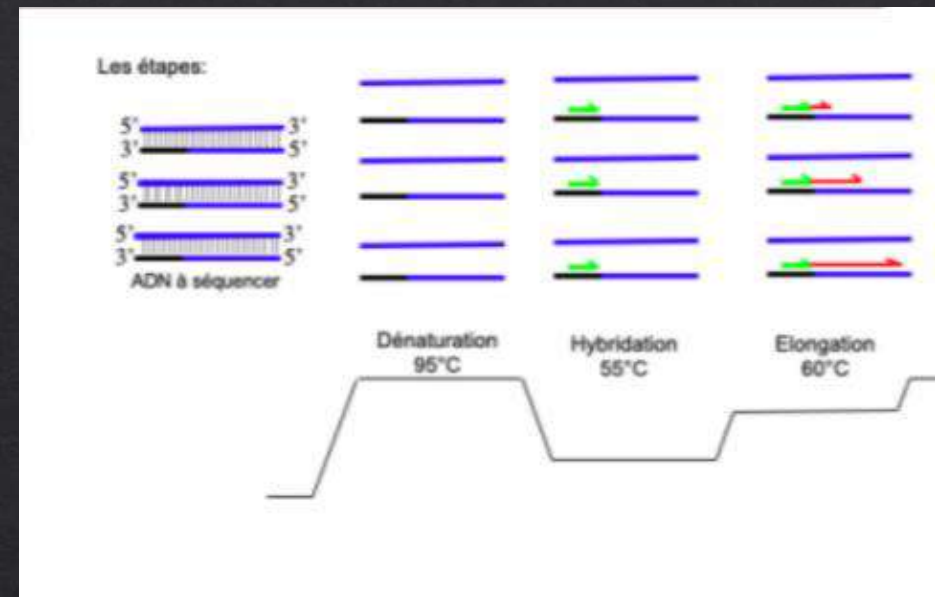 Les étapes:
5' 3'
3' 5'
5' 3'
3' 5'
5' 3'
3' 5'
ADN à séquencer
Dénaturation
95°C
Hybridation
55°C
Elongation
60°C